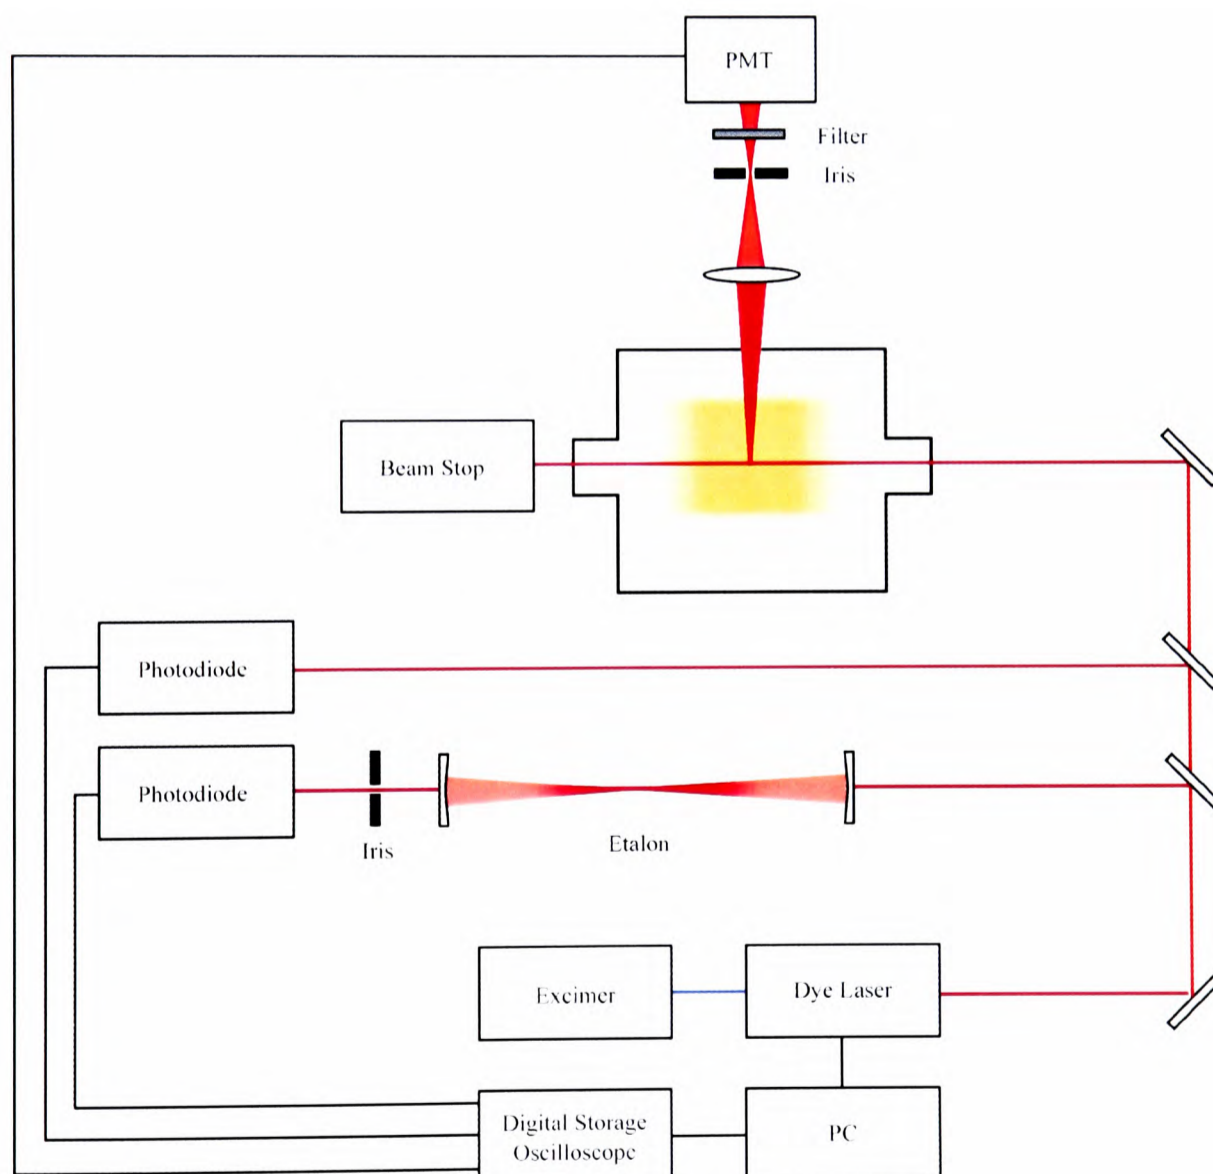 PMT
Filter
Iris
Beam Stop
Photodiode
Photodiode
Iris
Etalon
Excimer
Dye Laser
Digital Storage
Oscilloscope
PC